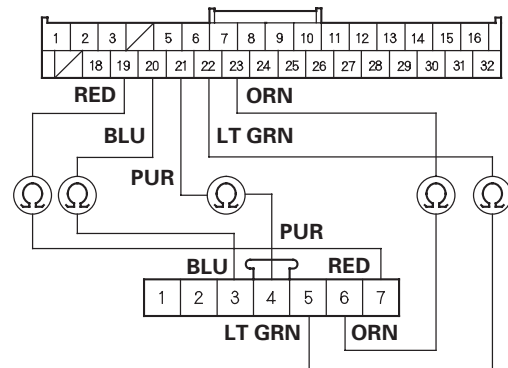 1 2 3 5 6 7 8 9 10 11 12 13 14 15 16
18 19 20 21 22 23 24 25 26 27 28 29 30 31 32
RED ORN
BLU LT GRN
PUR
Ω Ω Ω Ω Ω
PUR
BLU RED
1 2 3 4 5 6 7
LT GRN ORN